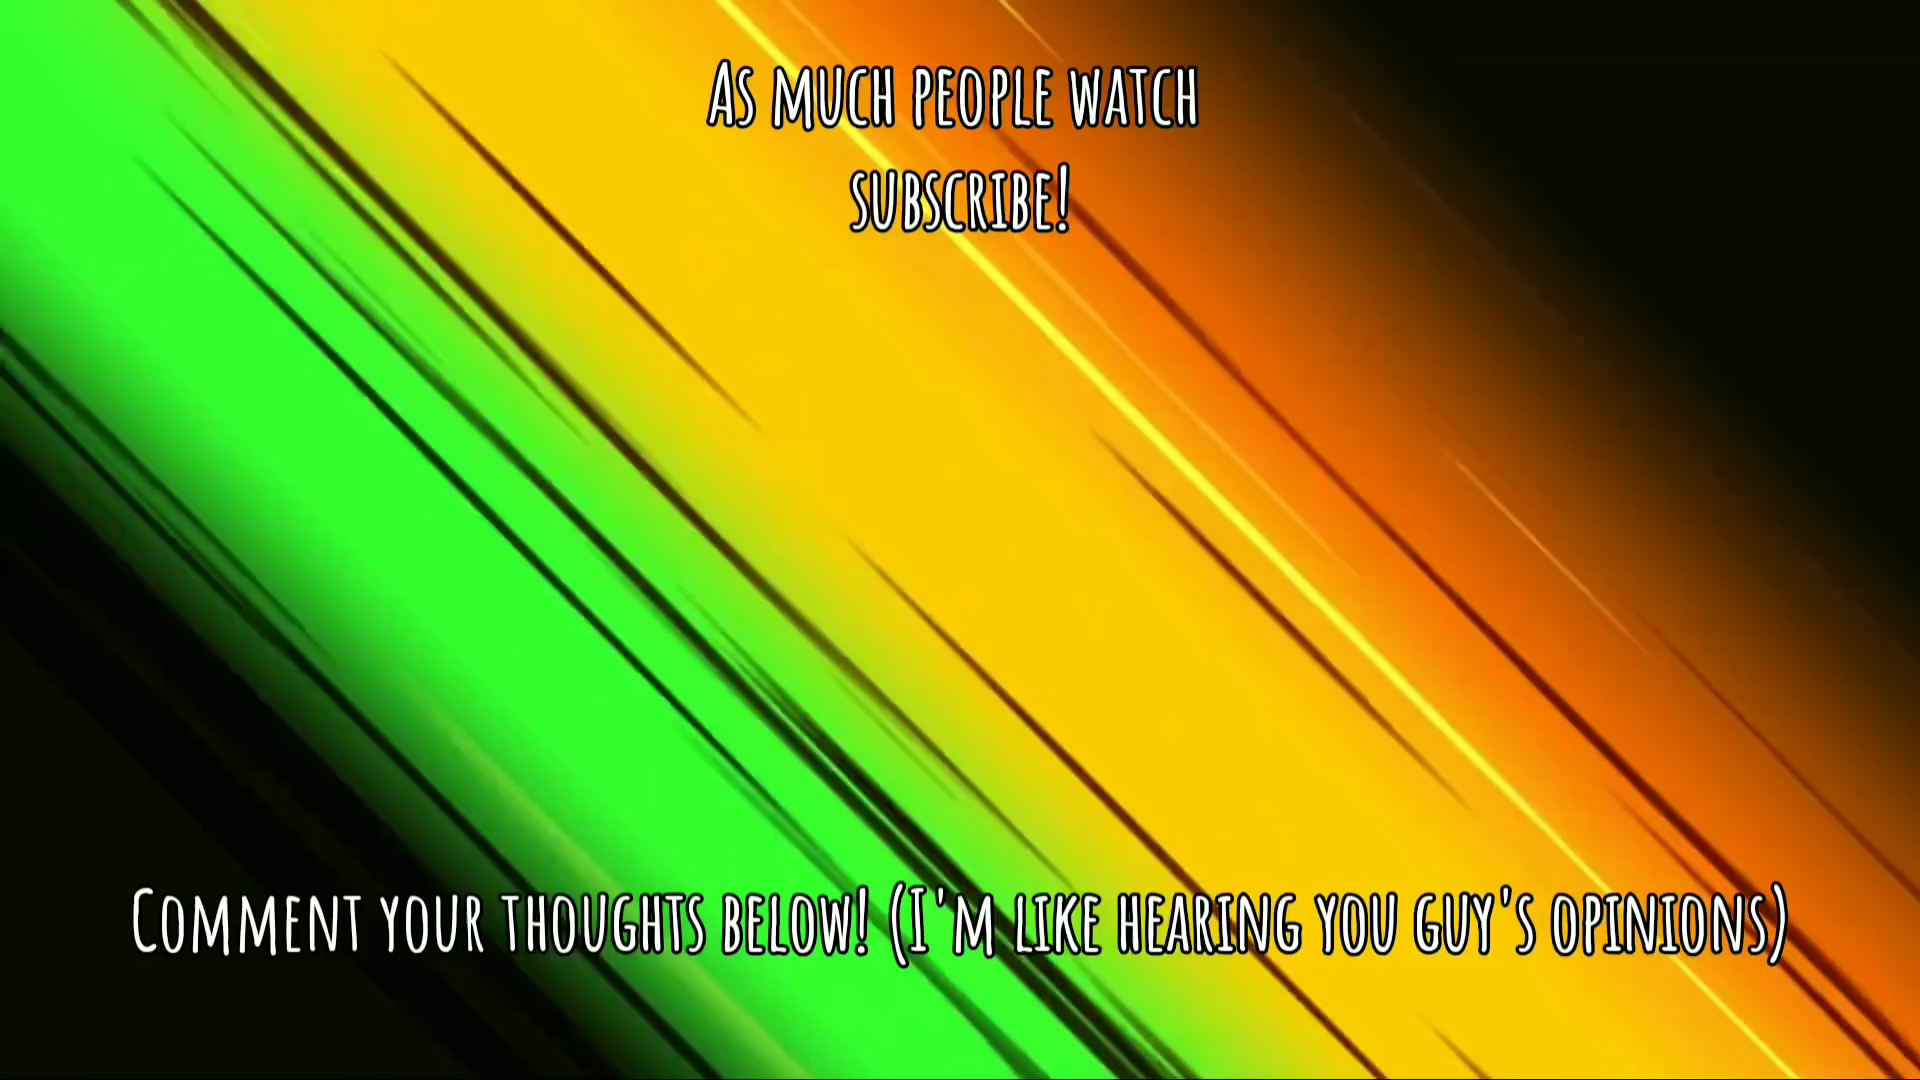 As much people watch
subscribe!
Comment your thoughts below! (I'm like hearing you guy's opinions)